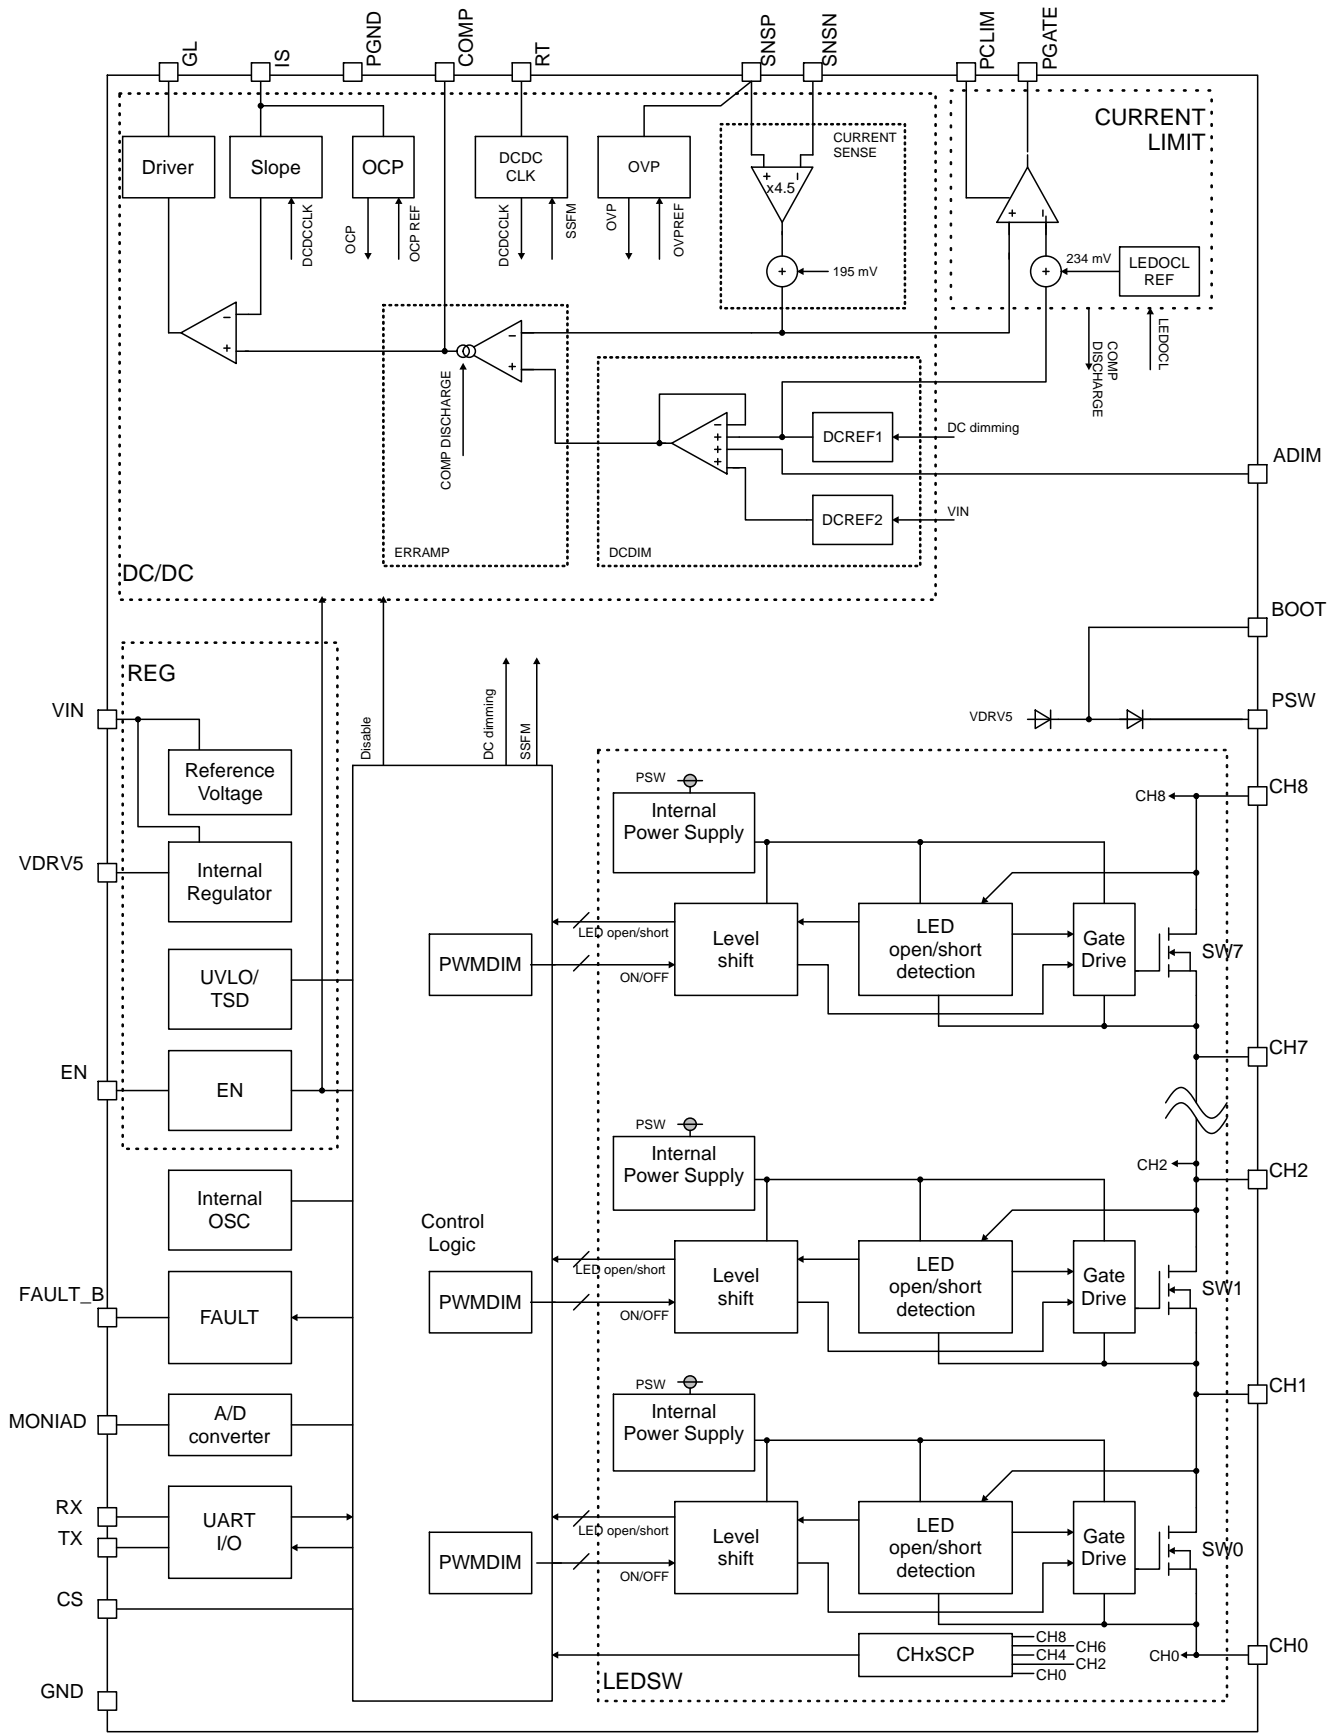 GL
IS
PGND
COMP
RT
SNSP
SNSN
PCLIM
PGATE
CURRENT
LIMIT
CURRENT
SENSE
Driver
Slope
OCP
DCDC
CLK
OVP
+
−
x4.5
DCDCCLK
OCP
OCP REF
DCDCCLK
SSFM
OVP
OVPREF
+
195 mV
+
−
234 mV
+
LEDOCL
REF
LEDOCL
COMP
DISCHARGE
−
+
−
+
COMP DISCHARGE
ERRAMP
−
+
+
+
DCREF1
DC dimming
ADIM
DCREF2
VIN
DCDIM
DC/DC
BOOT
PSW
VDRV5
REG
VIN
Reference
Voltage
VDRV5
Internal
Regulator
UVLO/
TSD
EN
EN
Internal
OSC
FAULT_B
FAULT
MONIAD
A/D
converter
RX
TX
UART
I/O
CS
GND
Disable
DC dimming
SSFM
Control
Logic
PWMDIM
PWMDIM
PWMDIM
PSW
Internal
Power Supply
CH8
CH8
LED open/short
ON/OFF
Level
shift
LED
open/short
detection
Gate
Drive
SW7
CH7
PSW
Internal
Power Supply
CH2
CH2
LED open/short
ON/OFF
Level
shift
LED
open/short
detection
Gate
Drive
SW1
CH1
PSW
Internal
Power Supply
LED open/short
ON/OFF
Level
shift
LED
open/short
detection
Gate
Drive
SW0
CHxSCP
CH8
CH6
CH4
CH2
CH0
CH0
CH0
LEDSW